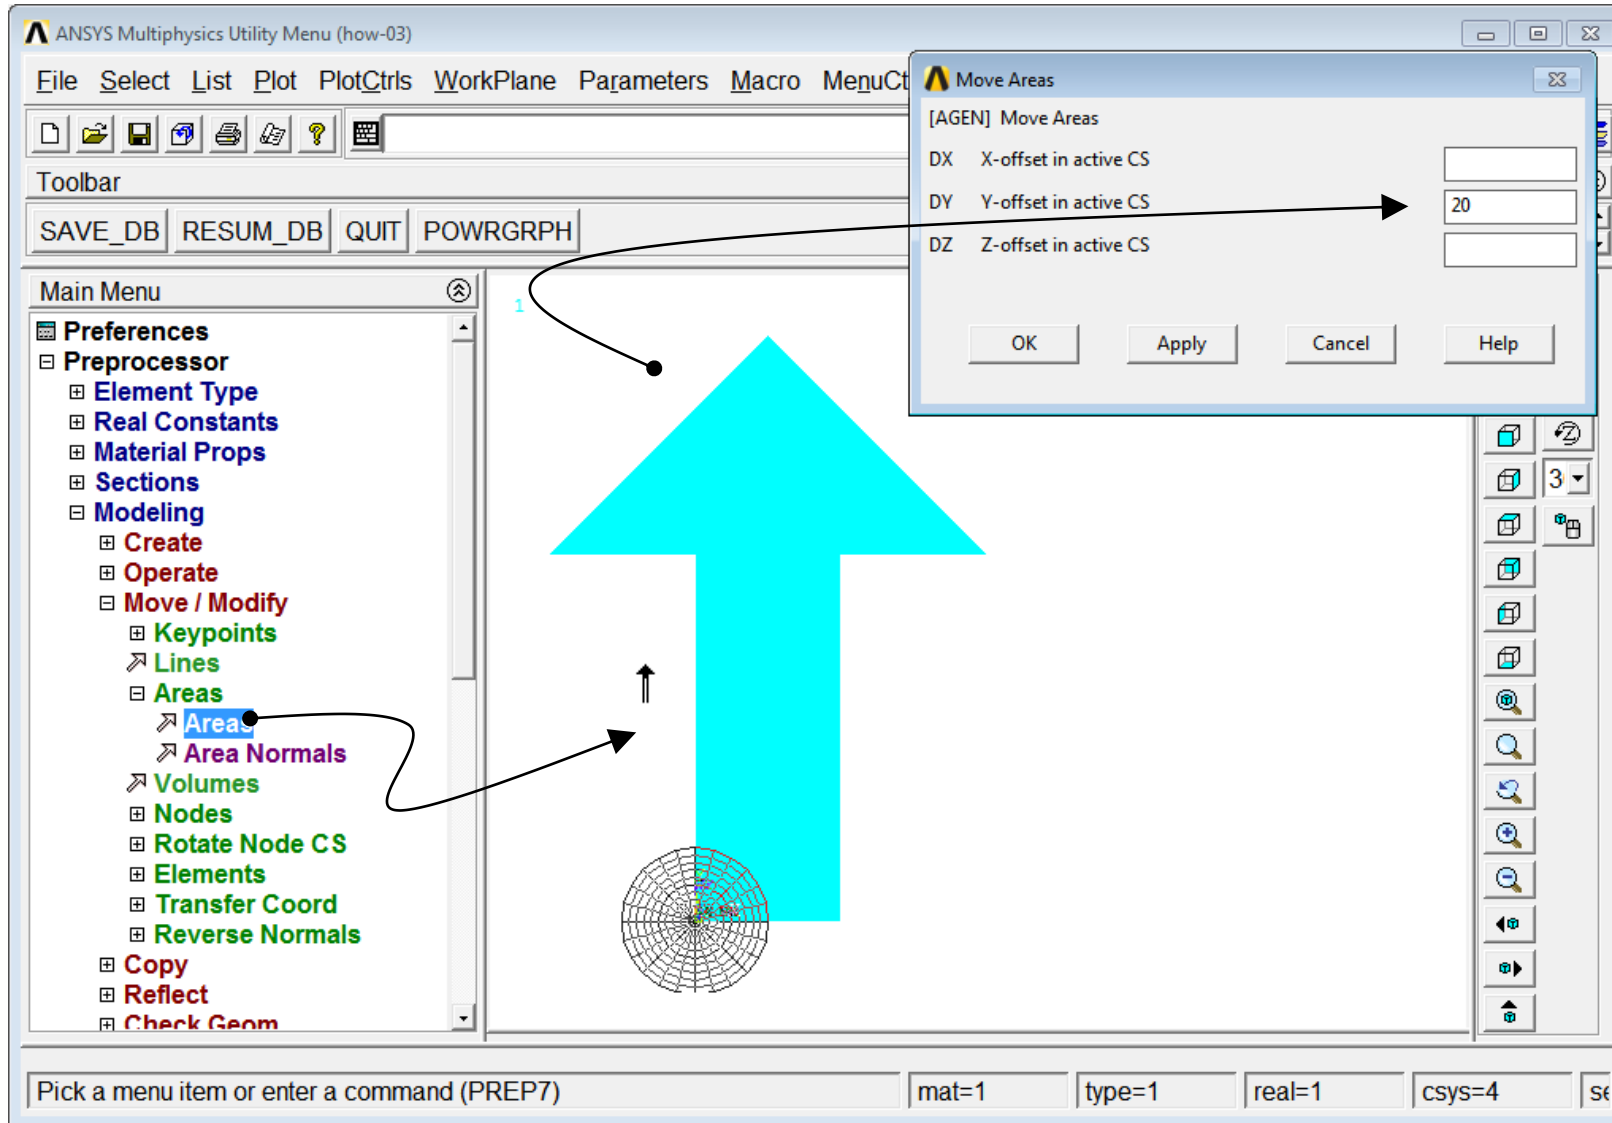 ANSYS Multiphysics Utility Menu (how-03)
File Select List Plot PlotCtrls WorkPlane Parameters Macro MenuCt
Toolbar
SAVE_DB RESUM_DB QUIT POWRGRPH
Move Areas
[AGEN] Move Areas
DX X-offset in active CS
DY Y-offset in active CS 20
DZ Z-offset in active CS
OK Apply Cancel Help
Main Menu
Preferences
Preprocessor
Element Type
Real Constants
Material Props
Sections
Modeling
Create
Operate
Move / Modify
Keypoints
Lines
Areas
Areas
Area Normals
Volumes
Nodes
Rotate Node CS
Elements
Transfer Coord
Reverse Normals
Copy
Reflect
Check Geom
1
3
Pick a menu item or enter a command (PREP7) mat=1 type=1 real=1 csys=4